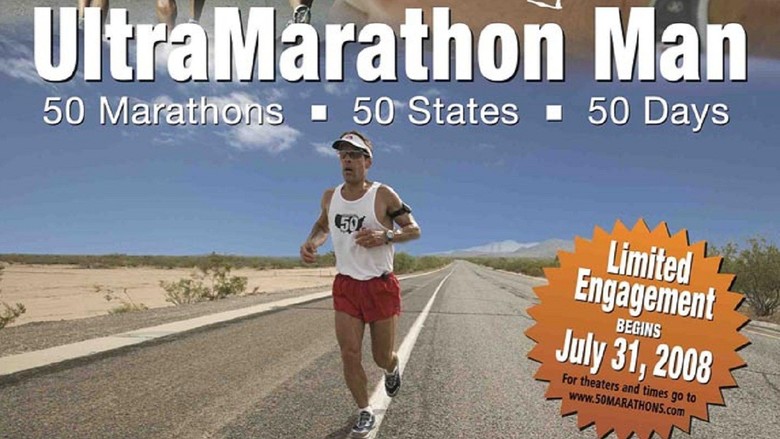 UltraMarathon Man
50 Marathons ▪ 50 States ▪ 50 Days
50
Limited
Engagement
BEGINS
July 31, 2008
For theaters and times go to
www.50MARATHONS.com